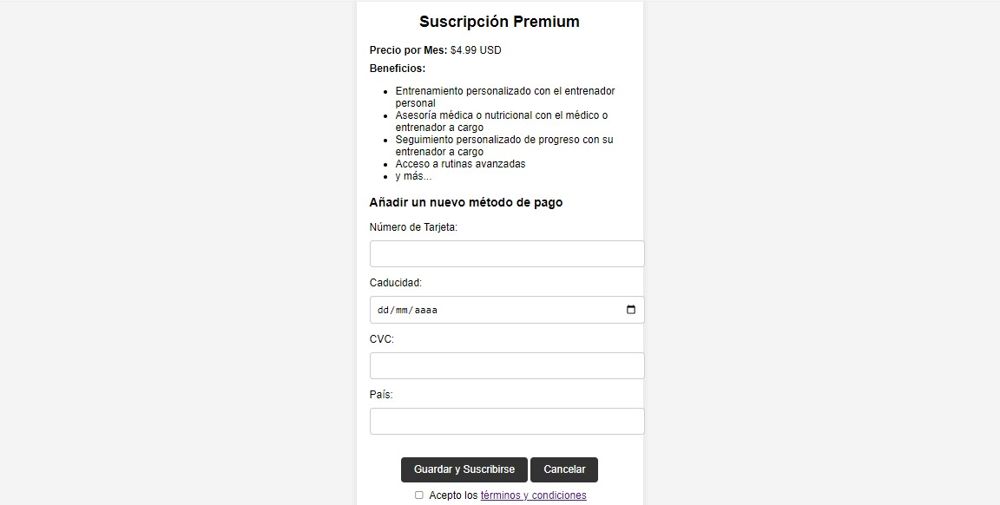 Suscripción Premium
Precio por Mes: $4.99 USD
Beneficios:
Entrenamiento personalizado con el entrenador
personal
Asesoría médica o nutricional con el médico o
entrenador a cargo
Seguimiento personalizado de progreso con su
entrenador a cargo
Acceso a rutinas avanzadas
y más...
Añadir un nuevo método de pago
Número de Tarjeta:
Caducidad:
dd/mm/aaaa
CVC:
País:
Guardar y Suscribirse Cancelar
Acepto los términos y condiciones